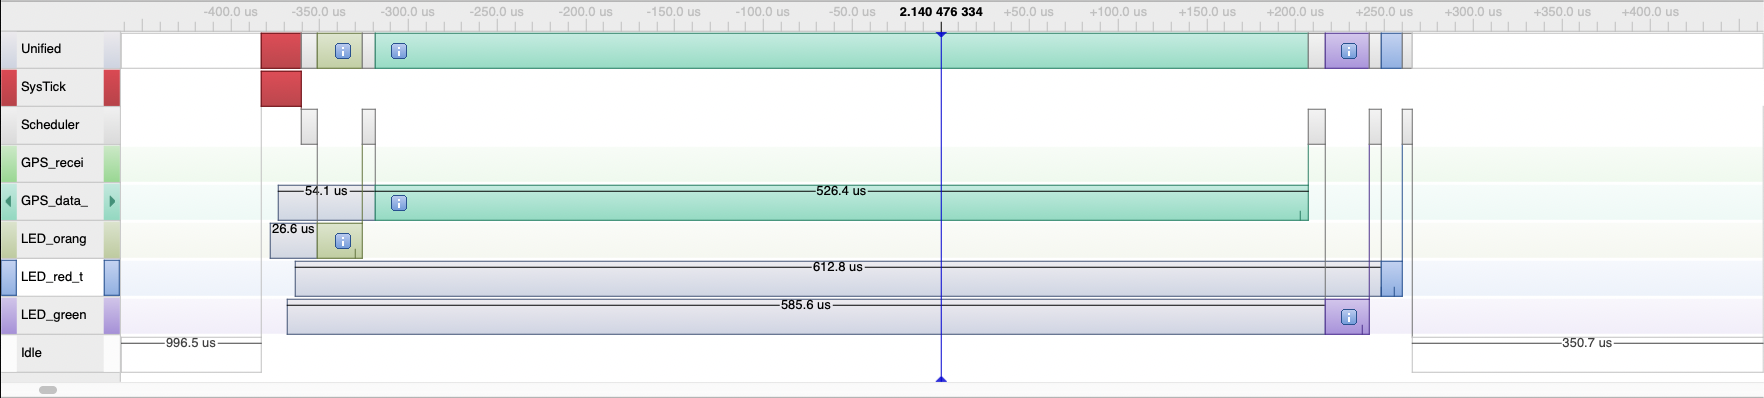 -400.0 us -350.0 us -300.0 us -250.0 us -200.0 us -150.0 us -100.0 us -50.0 us 2.140 476 334 +50.0 us +100.0 us +150.0 us +200.0 us +250.0 us +300.0 us +350.0 us +400.0 us
Unified
SysTick
Scheduler
GPS_recei
GPS_data_ 54.1 us 526.4 us
LED_orang 26.6 us
LED_red_t 612.8 us
LED_green 585.6 us
Idle 996.5 us 350.7 us